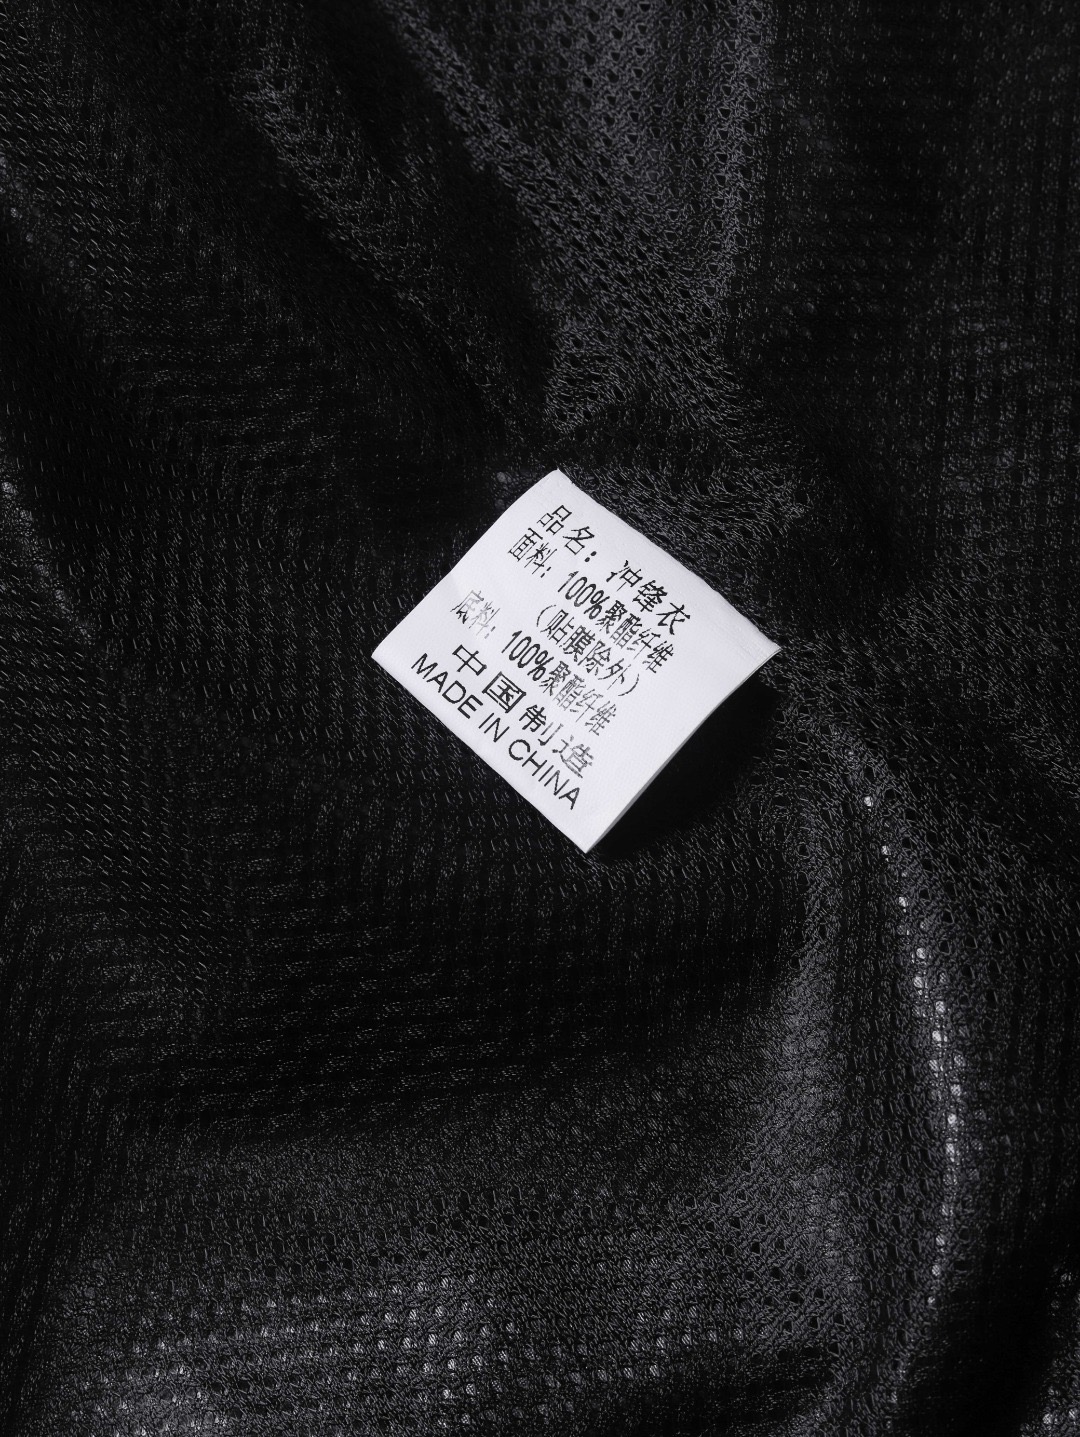 品名：冲锋衣
面料：100%聚酯纤维
（贴膜除外）
底料：100%聚酯纤维
中国制造
MADE IN CHINA